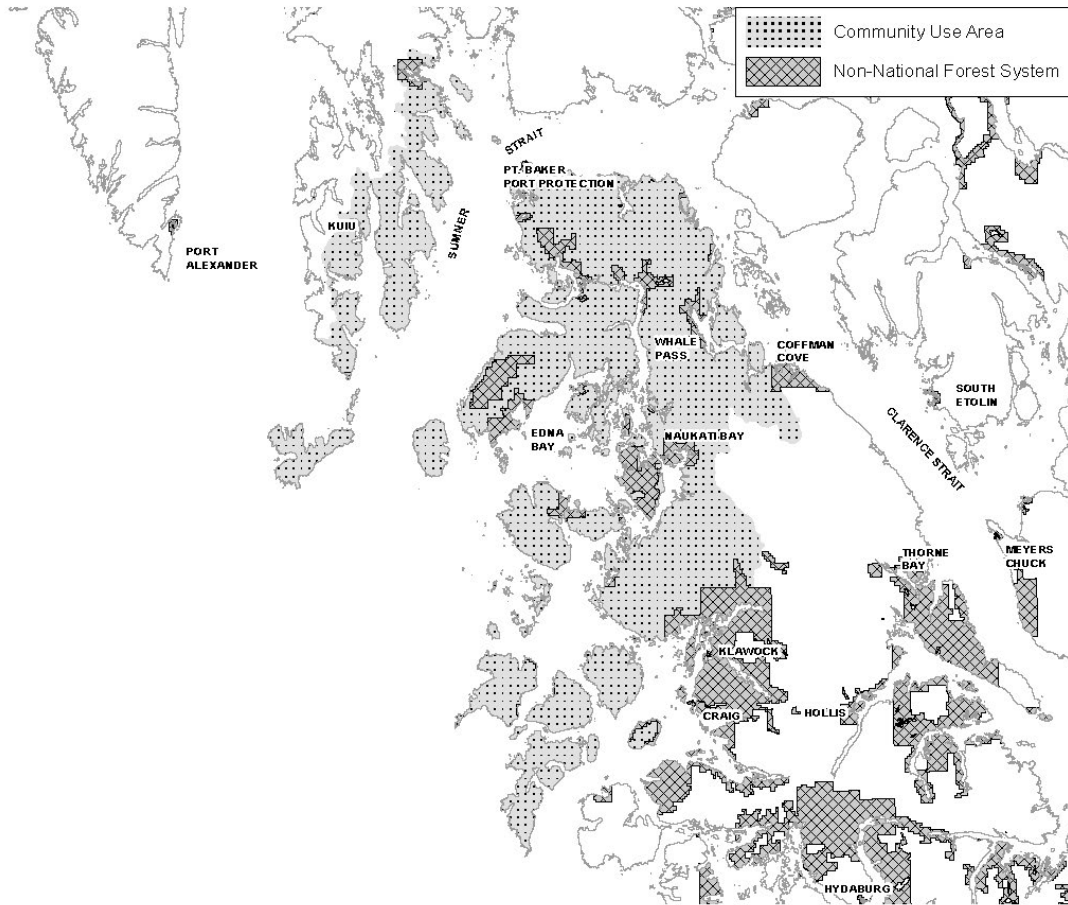 Community Use Area
Non-National Forest System
STRAIT
PT. BAKER
PORT PROTECTION
SUMNER
KUIU
PORT
ALEXANDER
WHALE
PASS
COFFMAN
COVE
SOUTH
ETOLIN
CLARENCE STRAIT
EDNA
BAY
NAUKATI BAY
THORNE
BAY
MEYERS
CHUCK
KLAWOCK
CRAIG
HOLLIS
HYDABURG